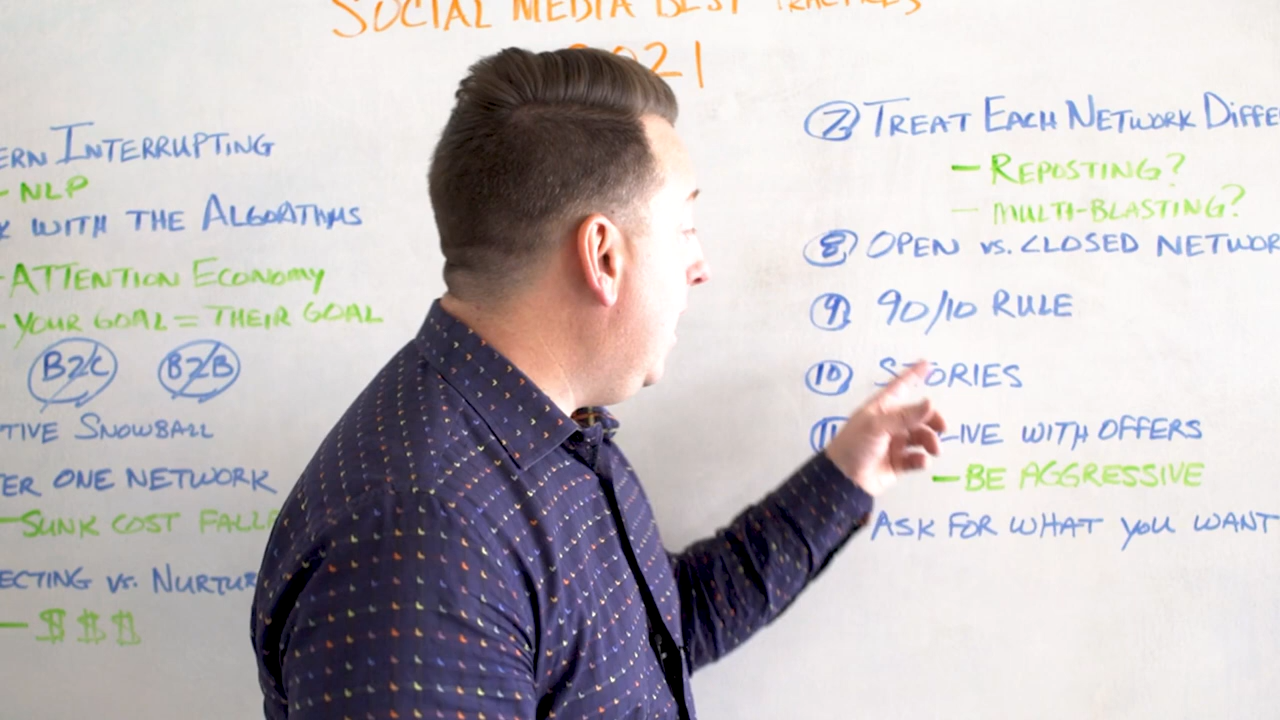 SOCIAL MEDIA BEST PRACTICES
2021
ERN INTERRUPTING
- NLP
K WITH THE ALGORITHMS
- ATTENTION ECONOMY
- YOUR GOAL = THEIR GOAL
B2C B2B
TIVE SNOWBALL
ER ONE NETWORK
- SUNK COST FALL
ECTING vs. NURTUR
- $$$
7 TREAT EACH NETWORK DIFFE
- REPOSTING?
- MULTI-BLASTING?
8 OPEN vs. CLOSED NETWOR
9 90/10 RULE
10 STORIES
11 LIVE WITH OFFERS
- BE AGGRESSIVE
ASK FOR WHAT YOU WANT